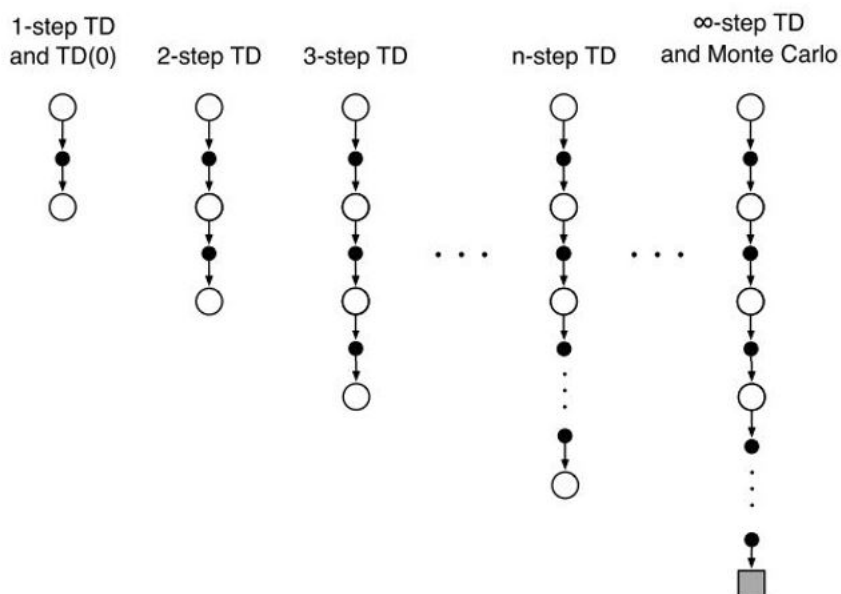 1-step TD
and TD(0)
2-step TD
3-step TD
n-step TD
∞-step TD
and Monte Carlo